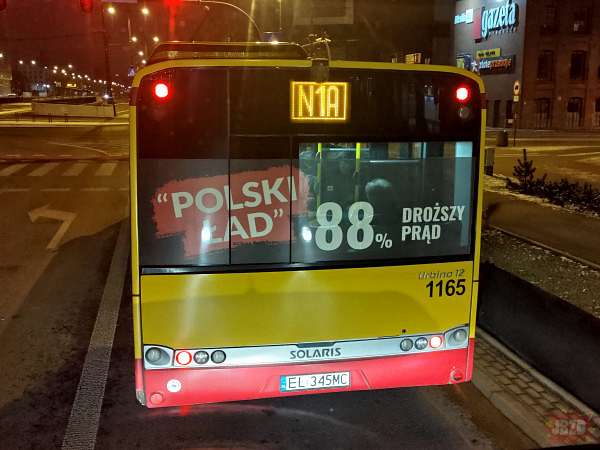 gazeta
N1A
“POLSKI
ŁAD”
88%
DROŻSZY
PRĄD
Urbino 12
1165
SOLARIS
EL 345MC